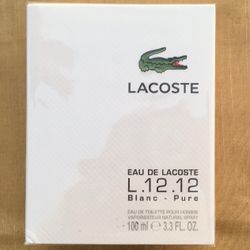 LACOSTE
EAU DE LACOSTE
L.12.12
Blanc - Pure
EAU DE TOILETTE POUR HOMME
VAPORISATEUR NATURAL SPRAY
100 ml ℮ 3.3 FL. OZ.